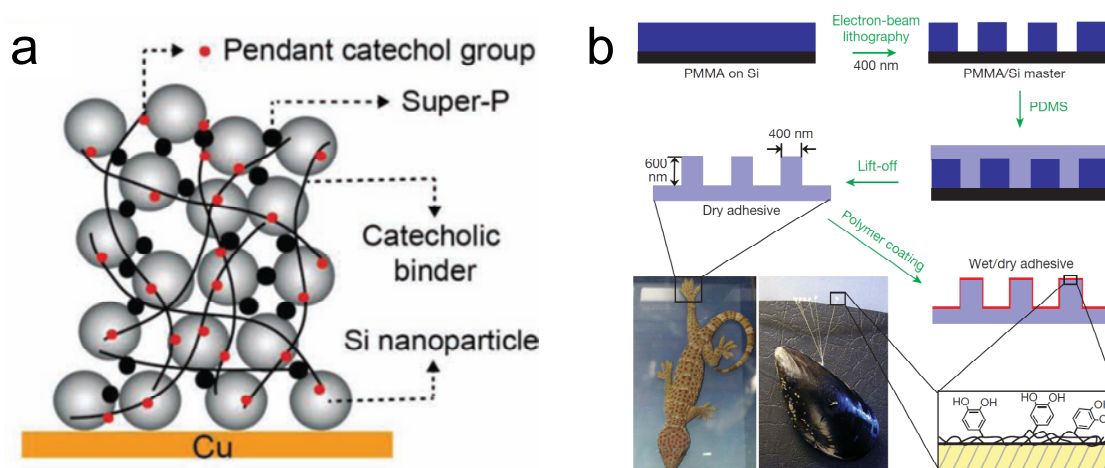 a
Pendant catechol group
Super-P
Catecholic
binder
Si nanoparticle
Cu
b
Electron-beam
lithography
400 nm
PMMA on Si
PMMA/Si master
PDMS
400 nm
600
nm
Lift-off
Dry adhesive
Polymer coating
Wet/dry adhesive
HO OH
HO OH